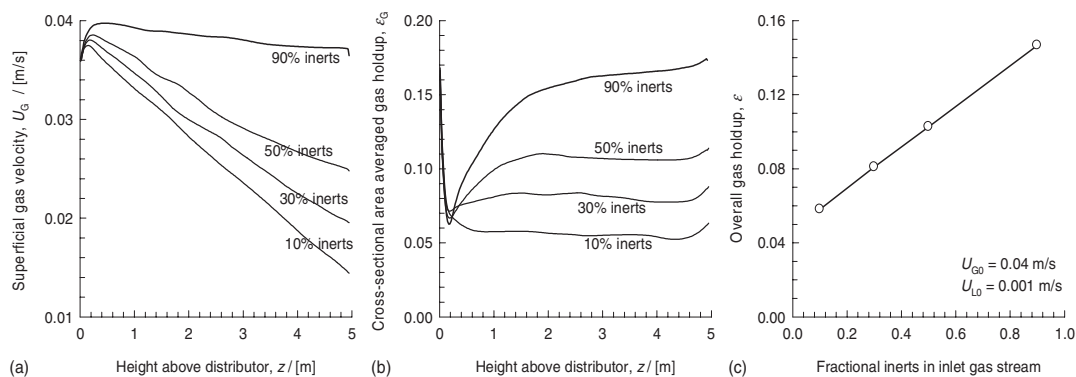 Superficial gas velocity, U_G / [m/s]
0.04
0.03
0.02
0.01
90% inerts
50% inerts
30% inerts
10% inerts
0 1 2 3 4 5
(a) Height above distributor, z / [m]
Cross-sectional area averaged gas holdup, ε_G
0.20
0.15
0.10
0.05
0.00
90% inerts
50% inerts
30% inerts
10% inerts
0 1 2 3 4 5
(b) Height above distributor, z / [m]
Overall gas holdup, ε
0.16
0.12
0.08
0.04
0.00
U_G0 = 0.04 m/s
U_L0 = 0.001 m/s
0.0 0.2 0.4 0.6 0.8 1.0
(c) Fractional inerts in inlet gas stream